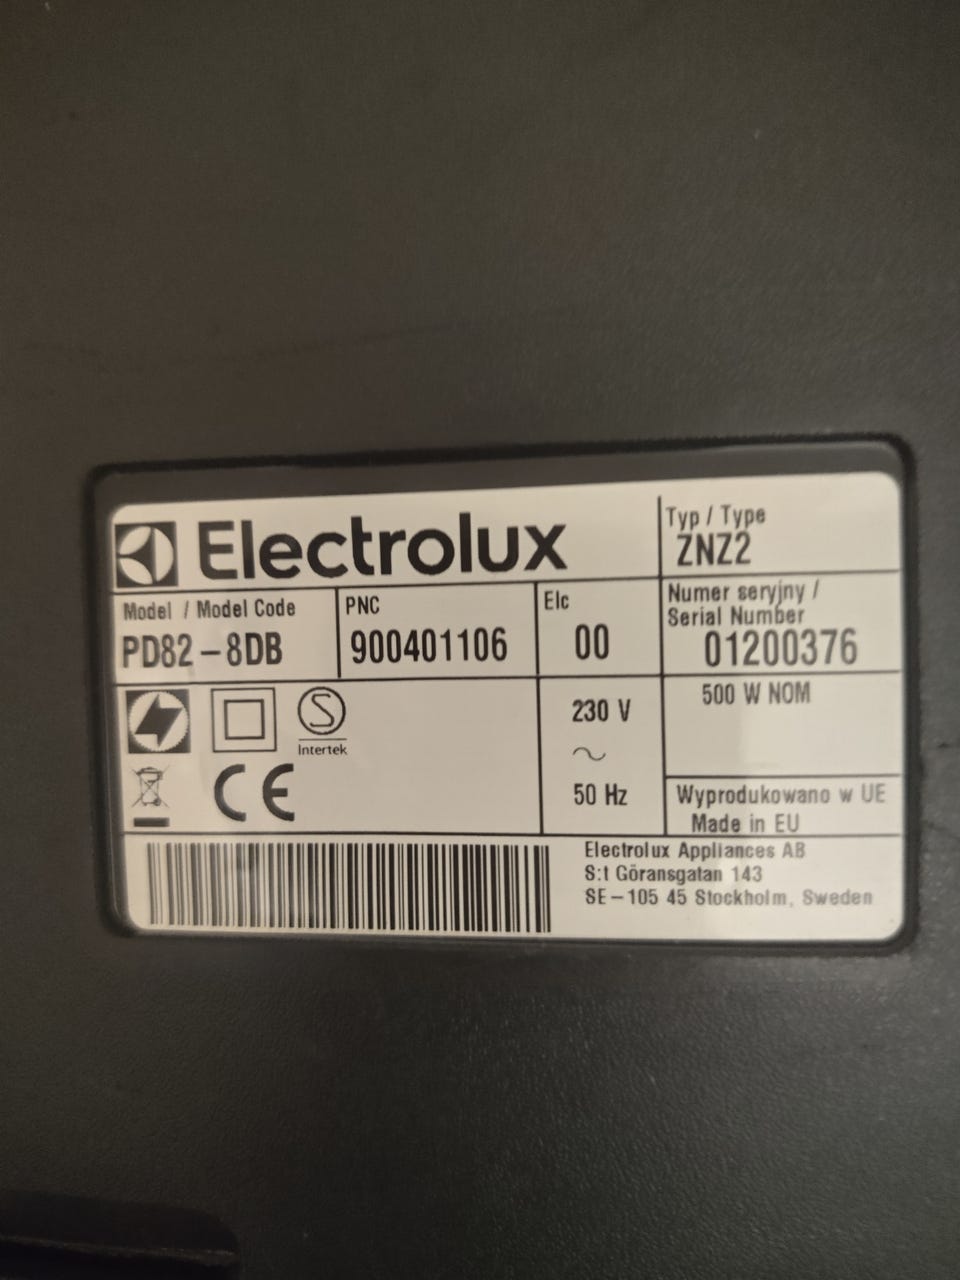 Electrolux
Typ / Type
ZNZ2
Model / Model Code
PD82-8DB
PNC
900401106
Elc
00
Numer seryjny /
Serial Number
01200376
S
Intertek
CE
230 V
~
50 Hz
500 W NOM
Wyprodukowano w UE
Made in EU
Electrolux Appliances AB
S:t Göransgatan 143
SE-105 45 Stockholm, Sweden